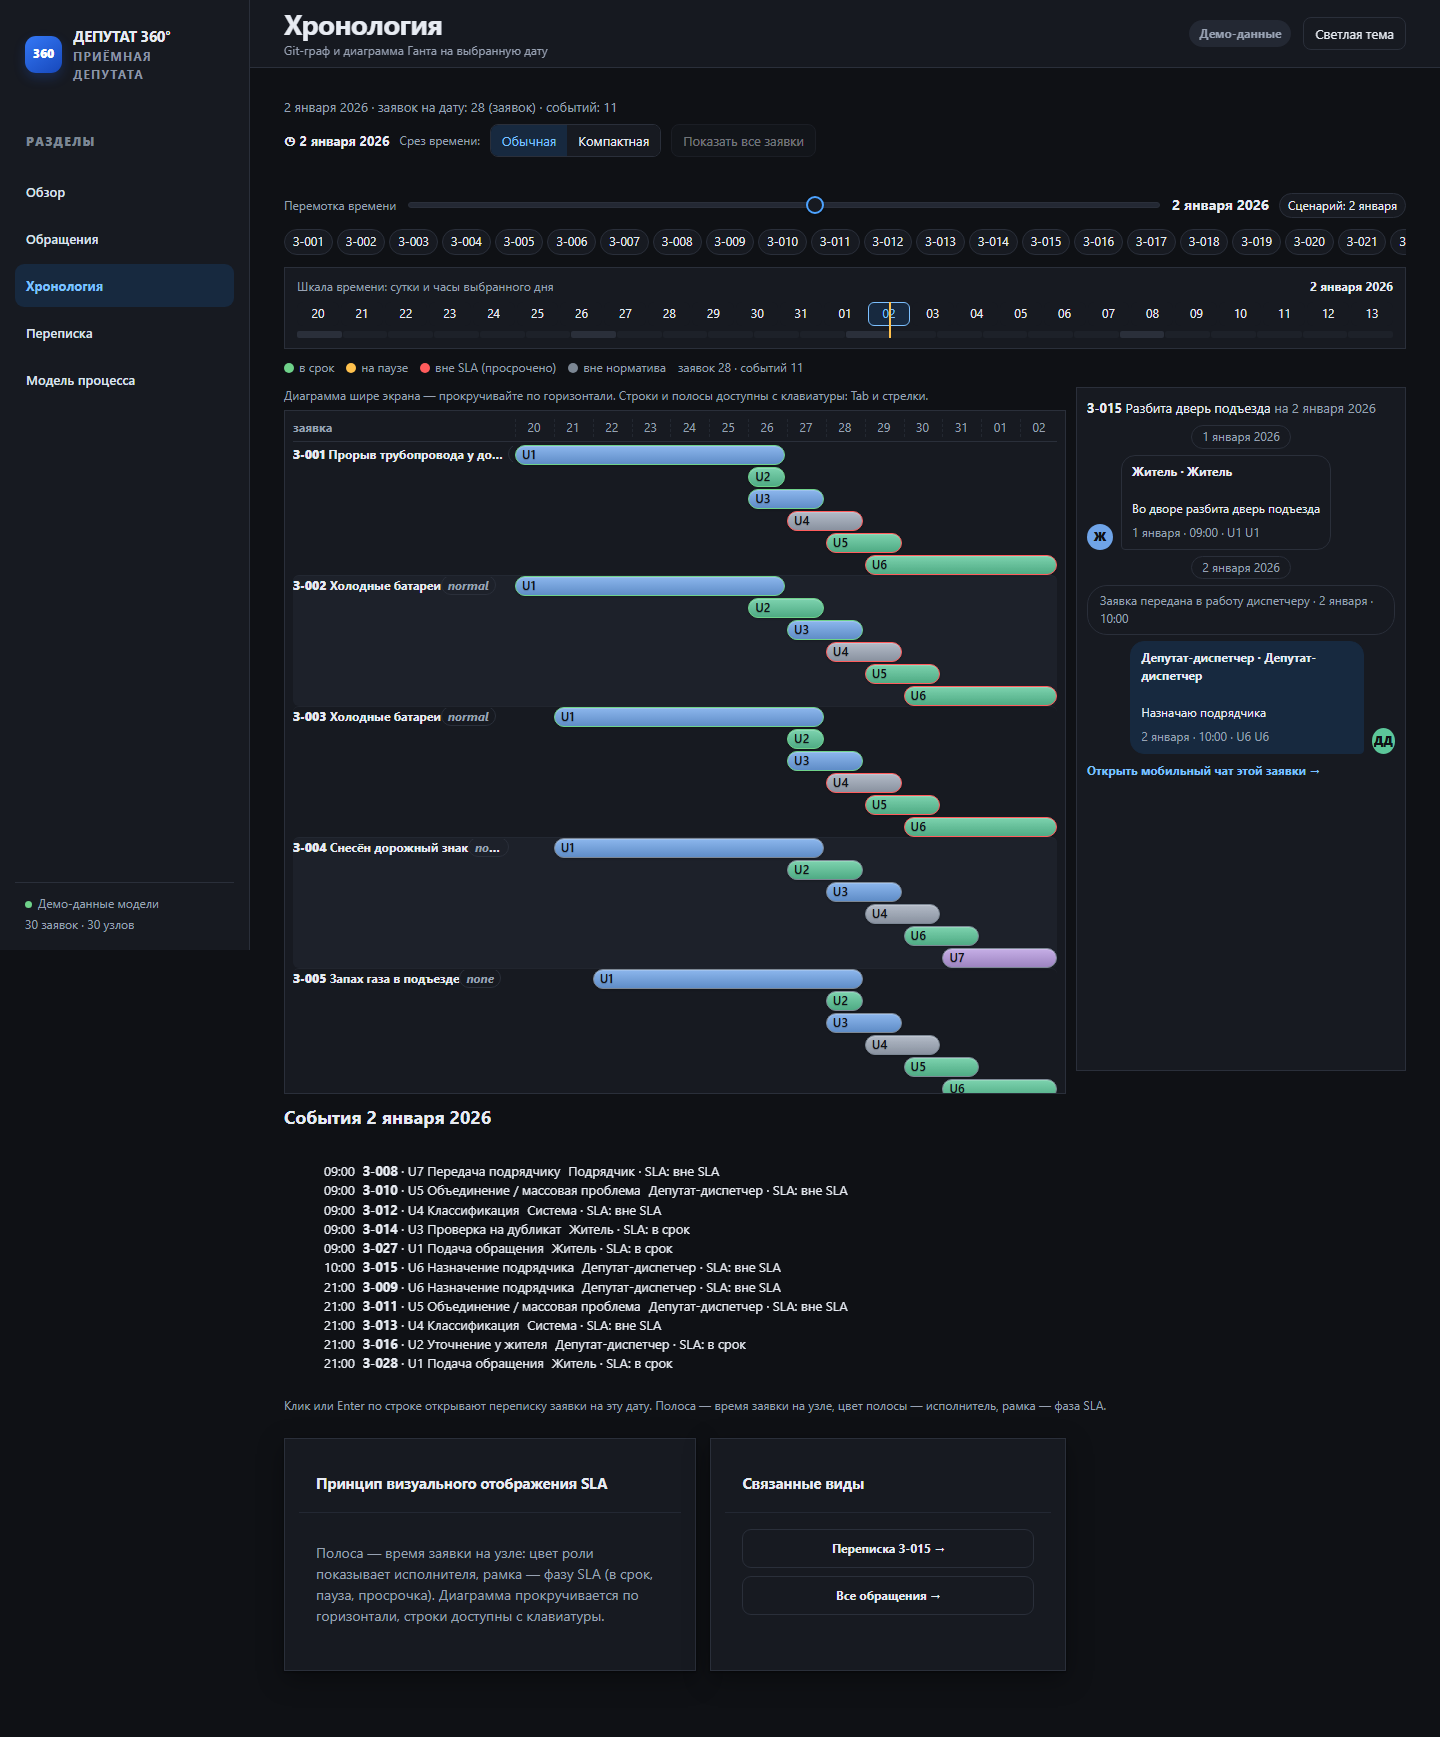 360
ДЕПУТАТ 360°
ПРИЁМНАЯ
ДЕПУТАТА
РАЗДЕЛЫ
Обзор
Обращения
Хронология
Переписка
Модель процесса
Демо-данные модели
30 заявок · 30 узлов
Хронология
Git-граф и диаграмма Ганта на выбранную дату
Демо-данные
Светлая тема
2 января 2026 · заявок на дату: 28 (заявок) · событий: 11
◷ 2 января 2026 Срез времени: Обычная Компактная Показать все заявки
Перемотка времени 2 января 2026 Сценарий: 2 января
З-001 З-002 З-003 З-004 З-005 З-006 З-007 З-008 З-009 З-010 З-011 З-012 З-013 З-014 З-015 З-016 З-017 З-018 З-019 З-020 З-021 З
Шкала времени: сутки и часы выбранного дня 2 января 2026
20 21 22 23 24 25 26 27 28 29 30 31 01 02 03 04 05 06 07 08 09 10 11 12 13
в срок на паузе вне SLA (просрочено) вне норматива заявок 28 · событий 11
Диаграмма шире экрана — прокручивайте по горизонтали. Строки и полосы доступны с клавиатуры: Tab и стрелки.
заявка 20 21 22 23 24 25 26 27 28 29 30 31 01 02
З-001 Прорыв трубопровода у до... U1
U2
U3
U4
U5
U6
З-002 Холодные батареи normal U1
U2
U3
U4
U5
U6
З-003 Холодные батареи normal U1
U2
U3
U4
U5
U6
З-004 Снесён дорожный знак no... U1
U2
U3
U4
U6
U7
З-005 Запах газа в подъезде none U1
U2
U3
U4
U5
U6
З-015 Разбита дверь подъезда на 2 января 2026
1 января 2026
Житель · Житель
Во дворе разбита дверь подъезда
1 января · 09:00 · U1 U1
Ж
2 января 2026
Заявка передана в работу диспетчеру · 2 января ·
10:00
Депутат-диспетчер · Депутат-
диспетчер
Назначаю подрядчика
2 января · 10:00 · U6 U6
ДД
Открыть мобильный чат этой заявки →
События 2 января 2026
09:00 З-008 · U7 Передача подрядчику Подрядчик · SLA: вне SLA
09:00 З-010 · U5 Объединение / массовая проблема Депутат-диспетчер · SLA: вне SLA
09:00 З-012 · U4 Классификация Система · SLA: вне SLA
09:00 З-014 · U3 Проверка на дубликат Житель · SLA: в срок
09:00 З-027 · U1 Подача обращения Житель · SLA: в срок
10:00 З-015 · U6 Назначение подрядчика Депутат-диспетчер · SLA: вне SLA
21:00 З-009 · U6 Назначение подрядчика Депутат-диспетчер · SLA: вне SLA
21:00 З-011 · U5 Объединение / массовая проблема Депутат-диспетчер · SLA: вне SLA
21:00 З-013 · U4 Классификация Система · SLA: вне SLA
21:00 З-016 · U2 Уточнение у жителя Депутат-диспетчер · SLA: в срок
21:00 З-028 · U1 Подача обращения Житель · SLA: в срок
Клик или Enter по строке открывают переписку заявки на эту дату. Полоса — время заявки на узле, цвет полосы — исполнитель, рамка — фаза SLA.
Принцип визуального отображения SLA
Полоса — время заявки на узле: цвет роли
показывает исполнителя, рамка — фазу SLA (в срок,
пауза, просрочка). Диаграмма прокручивается по
горизонтали, строки доступны с клавиатуры.
Связанные виды
Переписка З-015 →
Все обращения →